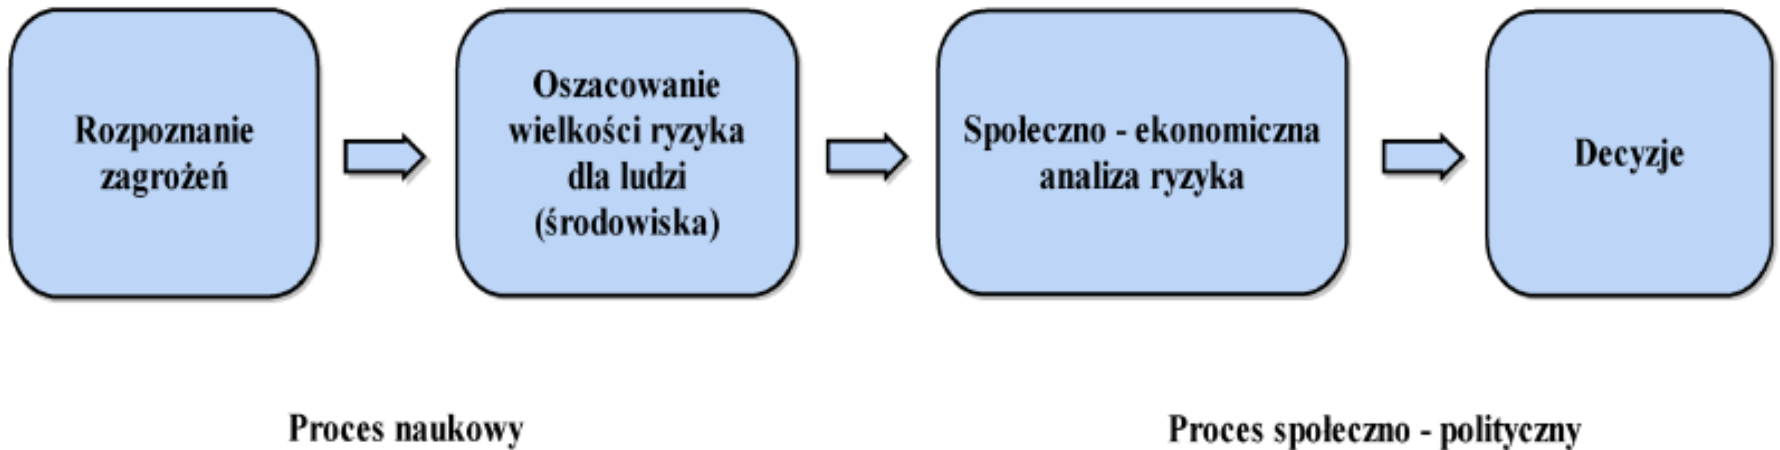 Rozpoznanie
zagrożeń
Oszacowanie
wielkości ryzyka
dla ludzi
(środowiska)
Społeczno - ekonomiczna
analiza ryzyka
Decyzje
Proces naukowy
Proces społeczno - polityczny